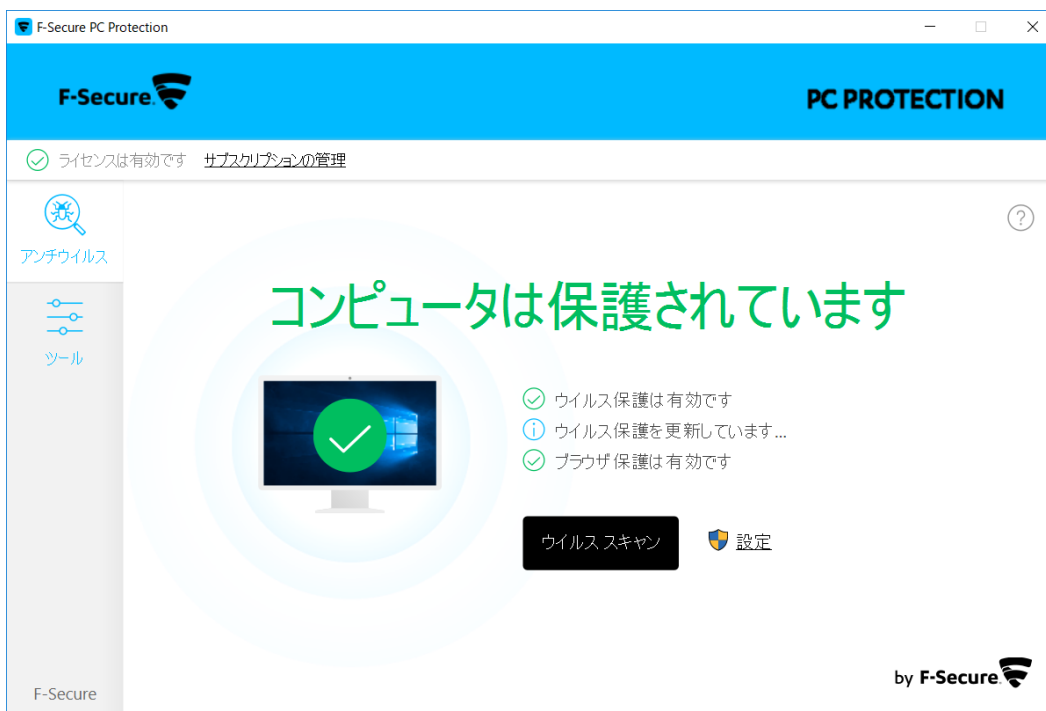 F-Secure PC Protection
F-Secure.
PC PROTECTION
ライセンスは有効です サブスクリプションの管理
アンチウイルス
ツール
コンピュータは保護されています
ウイルス保護は有効です
ウイルス保護を更新しています...
ブラウザ保護は有効です
ウイルス スキャン
設定
by F-Secure.
F-Secure